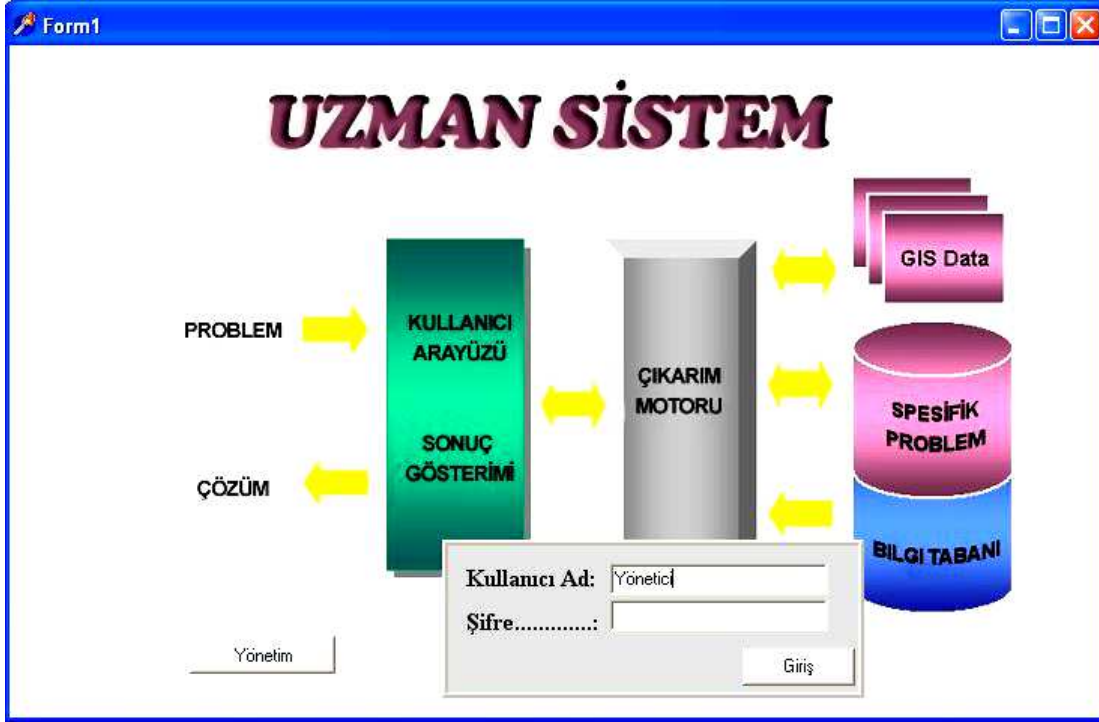 Form1
UZMAN SİSTEM
GIS Data
PROBLEM
KULLANICI
ARAYÜZÜ
ÇIKARIM
MOTORU
SPESİFİK
PROBLEM
SONUÇ
GÖSTERİMİ
ÇÖZÜM
BILGI TABANI
Kullanıcı Ad: Yönetici
Şifre.............:
Yönetim
Giriş